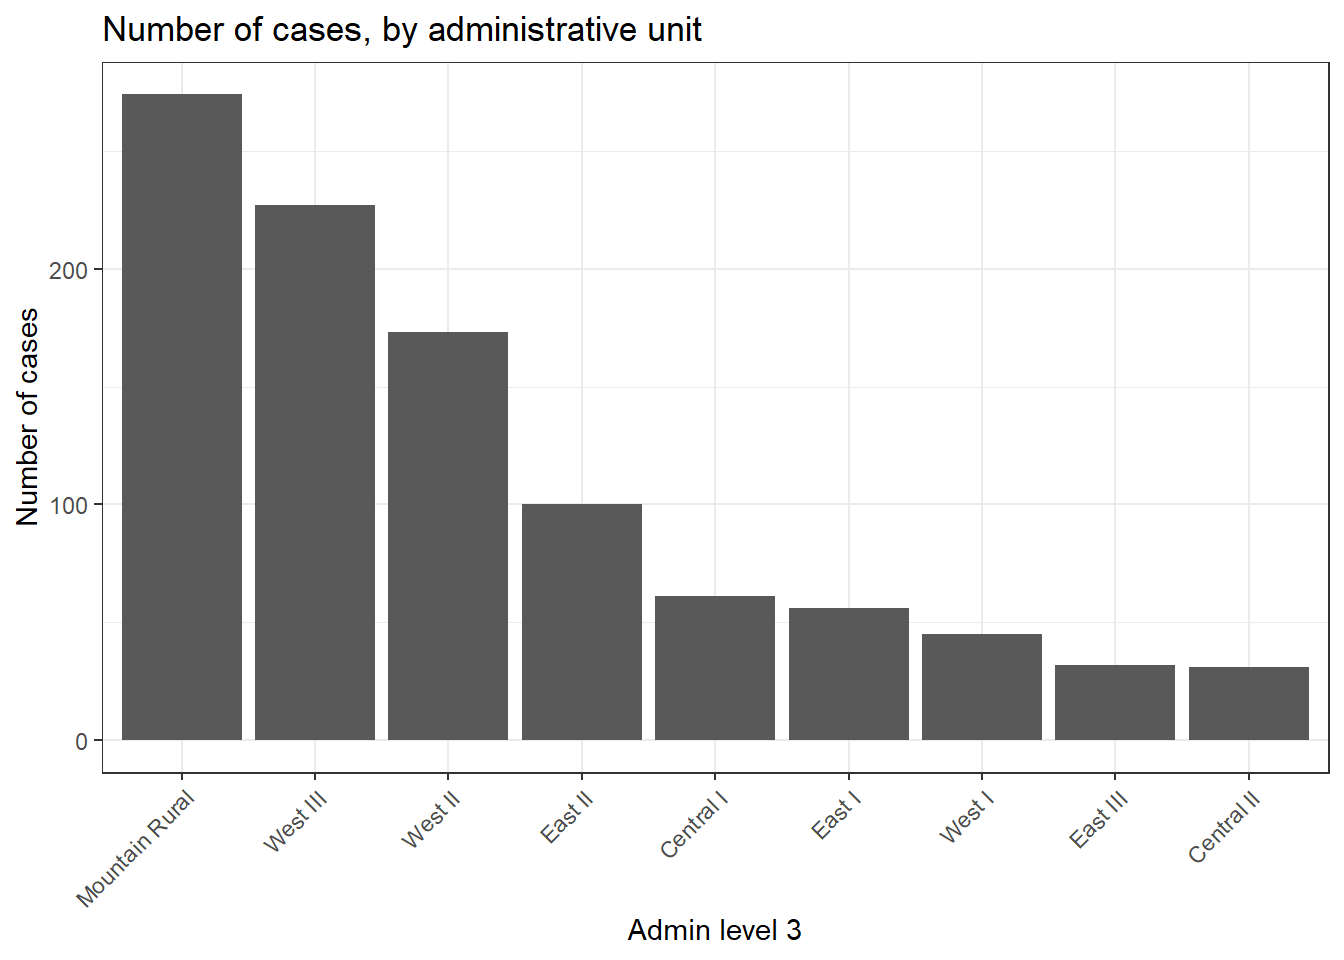 Number of cases, by administrative unit
Number of cases
200
100
0
Mountain Rural
West III
West II
East II
Central I
East I
West I
East III
Central II
Admin level 3